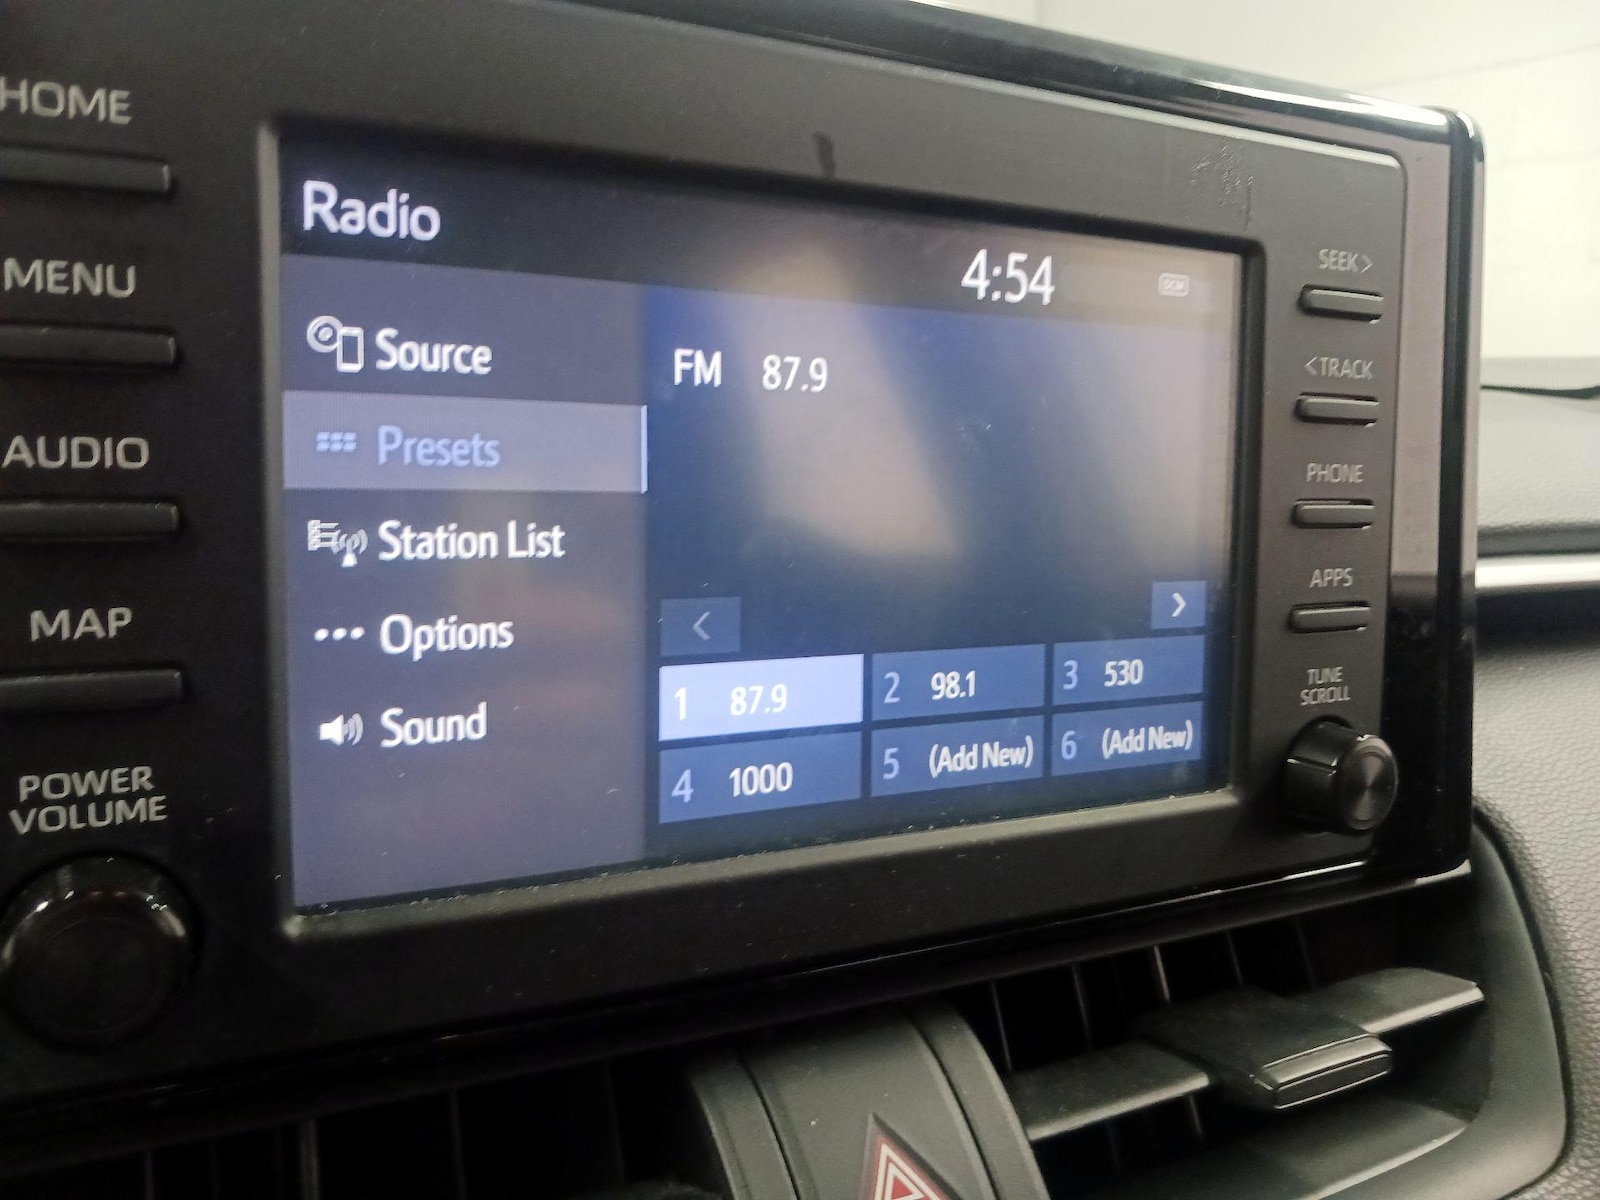 HOME
MENU
AUDIO
MAP
POWER
VOLUME
Radio
4:54
DCM
Source
Presets
Station List
Options
Sound
FM 87.9
<
>
1 87.9
2 98.1
3 530
4 1000
5 (Add New)
6 (Add New)
SEEK >
< TRACK
PHONE
APPS
TUNE
SCROLL